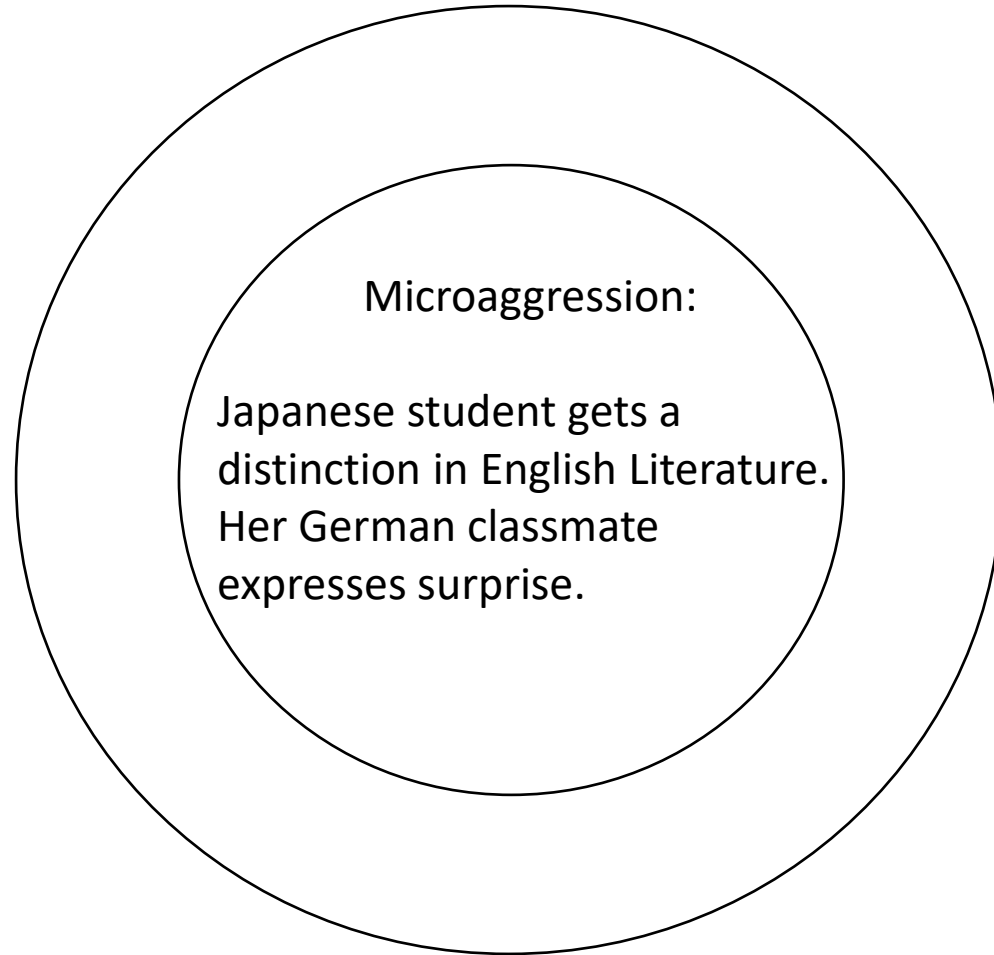 Microaggression:
Japanese student gets a
distinction in English Literature.
Her German classmate
expresses surprise.